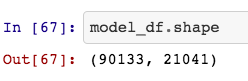 In [67]: model_df.shape
Out[67]: (90133, 21041)